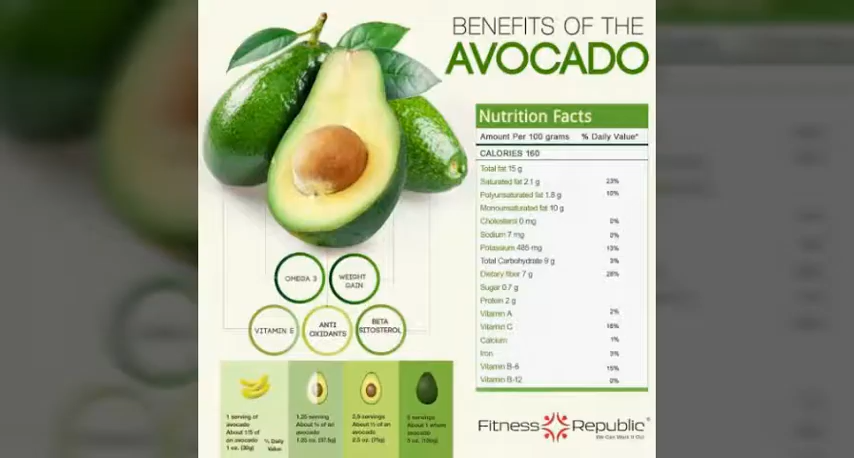 BENEFITS OF THE
AVOCADO
Nutrition Facts
Amount Per 100 grams % Daily Value*
CALORIES 160
Total fat 15 g
Saturated fat 2.1 g 23%
Polyunsaturated fat 1.8 g 10%
Monounsaturated fat 10 g
Cholesterol 0 mg 0%
Sodium 7 mg 0%
Potassium 485 mg 13%
Total Carbohydrate 9 g 3%
Dietary fiber 7 g 28%
Sugar 0.7 g
Protein 2 g
Vitamin A 2%
Vitamin C 16%
Calcium 1%
Iron 3%
Vitamin B-6 15%
Vitamin B-12 0%
OMEGA 3
WEIGHT
GAIN
VITAMIN E
ANTI
OXIDANTS
BETA
SITOSTEROL
1 serving of
avocado
About 1/5 of
an avocado
1 oz. (30g)
% Daily
Value
1.25 serving
About ¼ of an
avocado
1.25 oz. (37.5g)
2.5 servings
About ½ of an
avocado
2.5 oz. (75g)
servings
About 1 whole
avocado
5 oz.
Fitness Republic®
We Can Work It Out